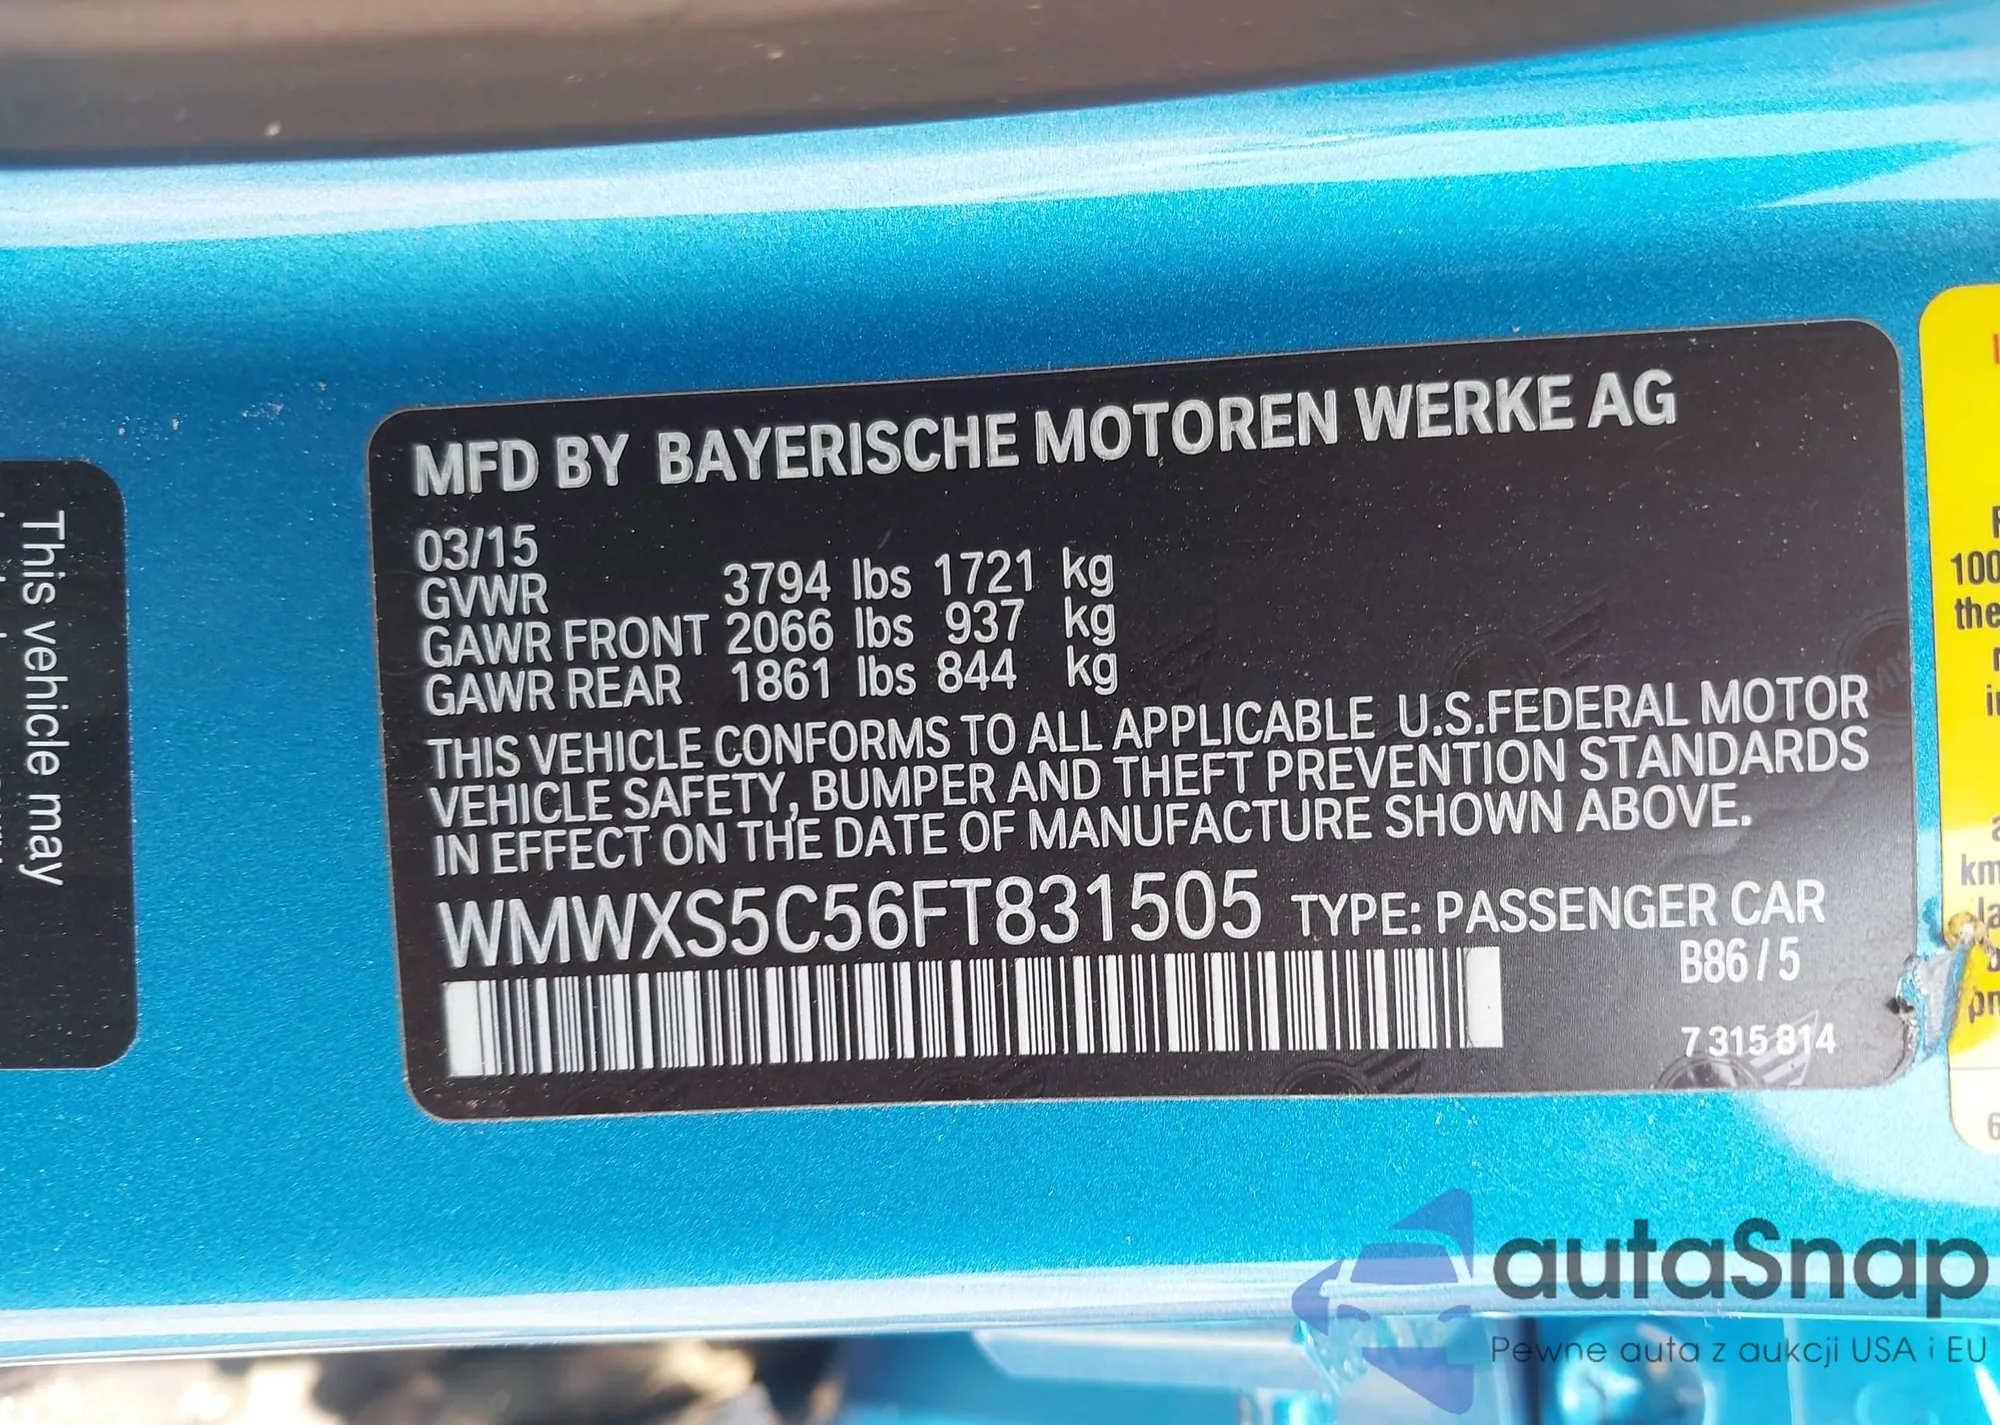 This vehicle may
MFD BY BAYERISCHE MOTOREN WERKE AG
03/15
GVWR 3794 lbs 1721 kg
GAWR FRONT 2066 lbs 937 kg
GAWR REAR 1861 lbs 844 kg
THIS VEHICLE CONFORMS TO ALL APPLICABLE U.S.FEDERAL MOTOR
VEHICLE SAFETY, BUMPER AND THEFT PREVENTION STANDARDS
IN EFFECT ON THE DATE OF MANUFACTURE SHOWN ABOVE.
WMWXS5C56FT831505 TYPE: PASSENGER CAR
B86/5
7 315 814
100
the
km
autaSnap
Pewne auta z aukcji USA i EU